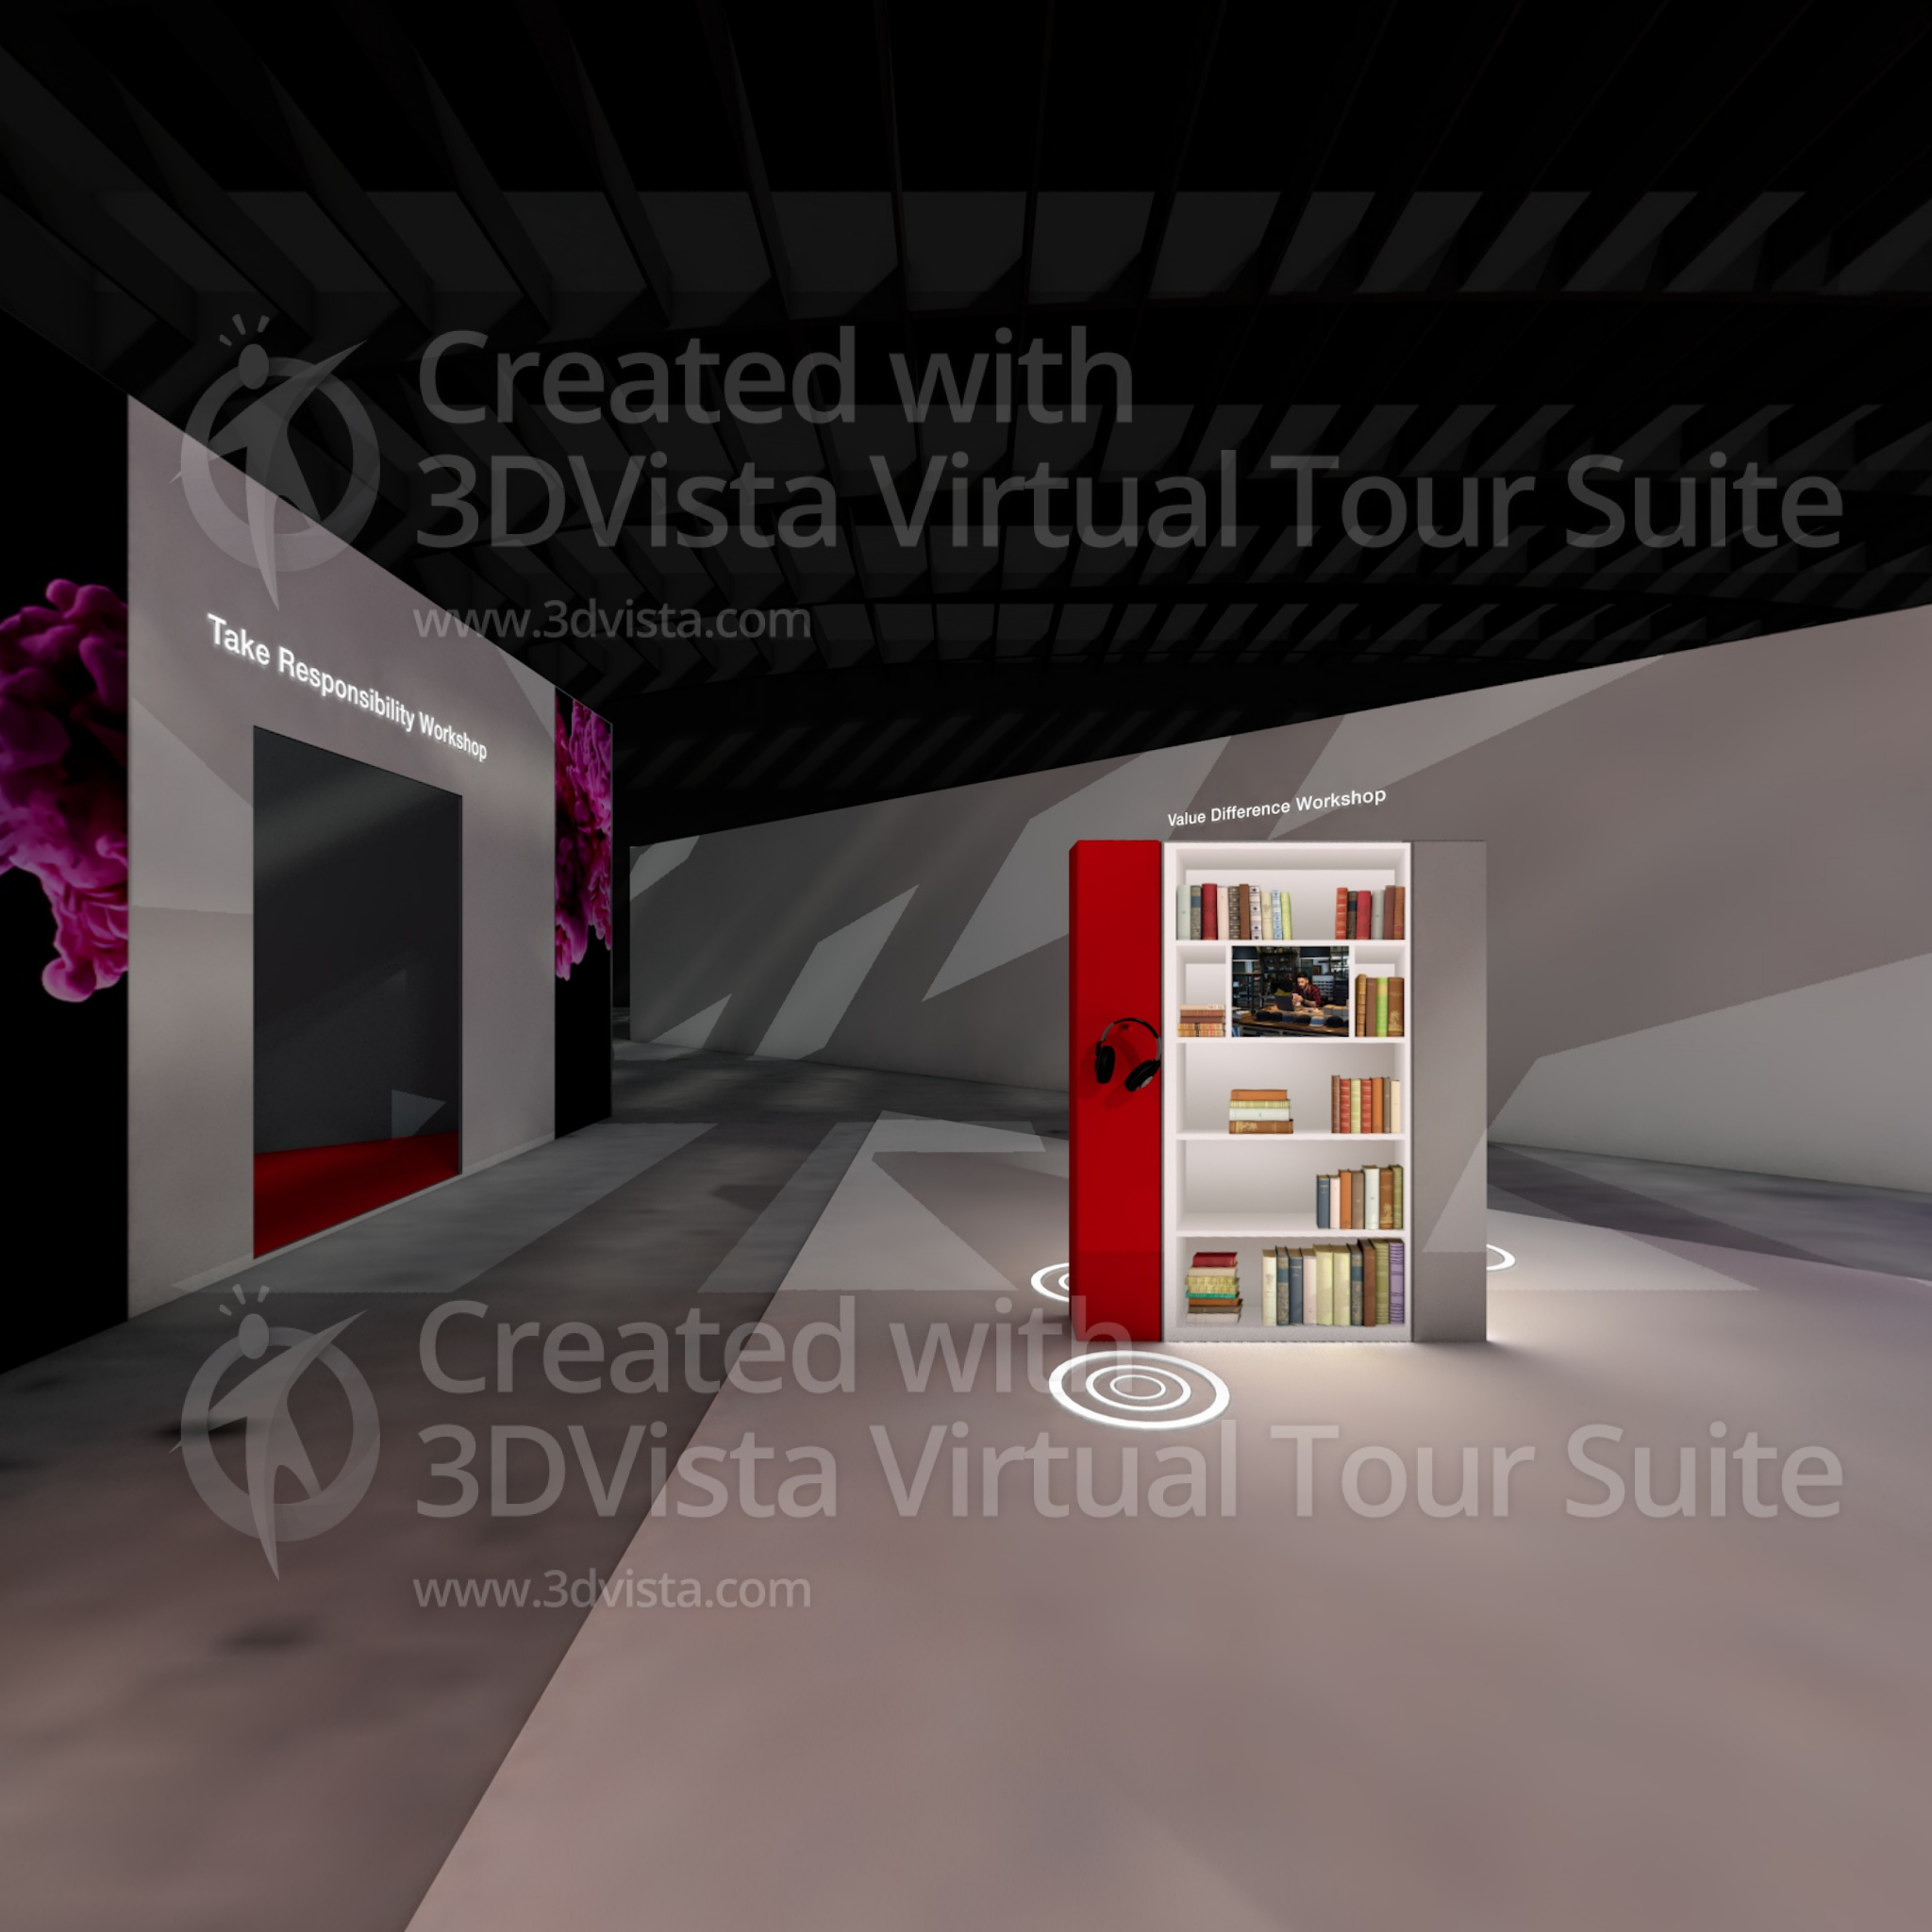 Created with
3DVista Virtual Tour Suite
www.3dvista.com
Take Responsibility Workshop
Value Difference Workshop
Created with
3DVista Virtual Tour Suite
www.3dvista.com